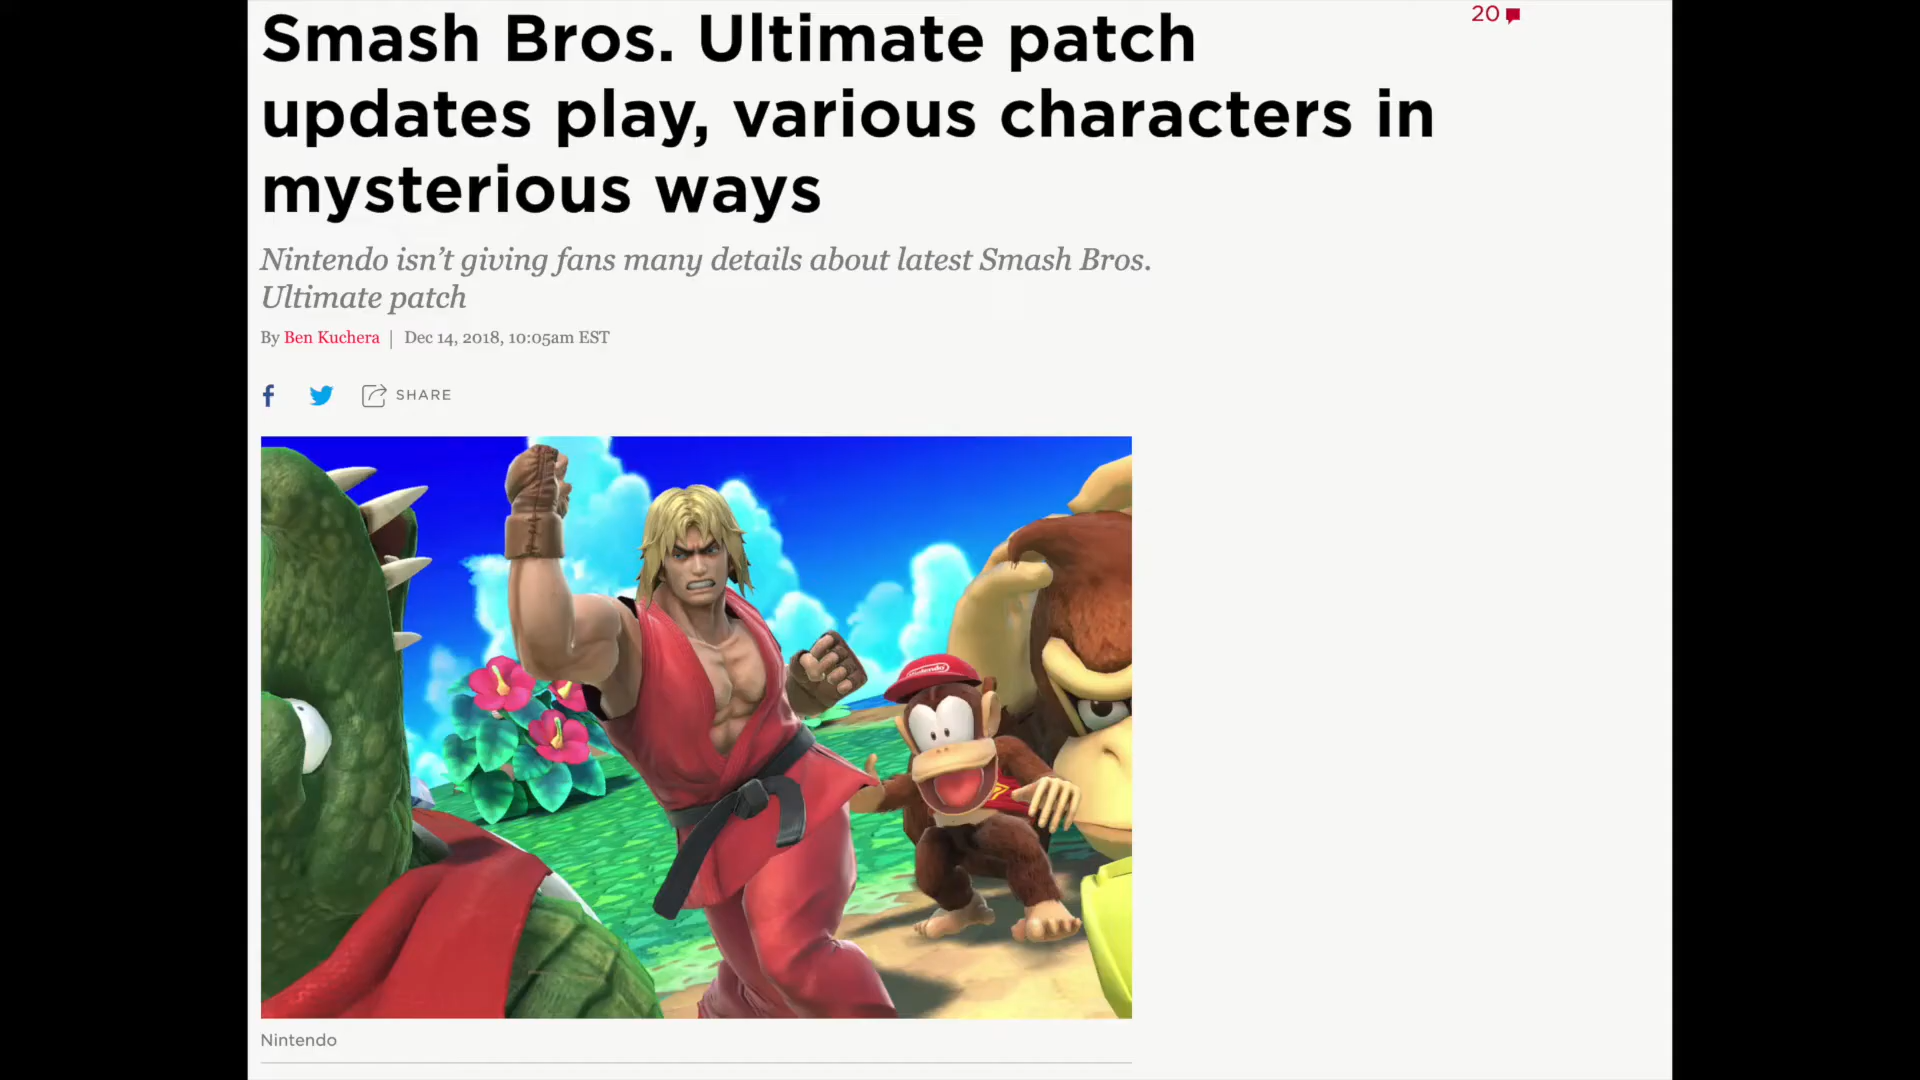 Smash Bros. Ultimate patch
20
updates play, various characters in
mysterious ways
Nintendo isn’t giving fans many details about latest Smash Bros.
Ultimate patch
By Ben Kuchera | Dec 14, 2018, 10:05am EST
f
SHARE
Nintendo
Nintendo